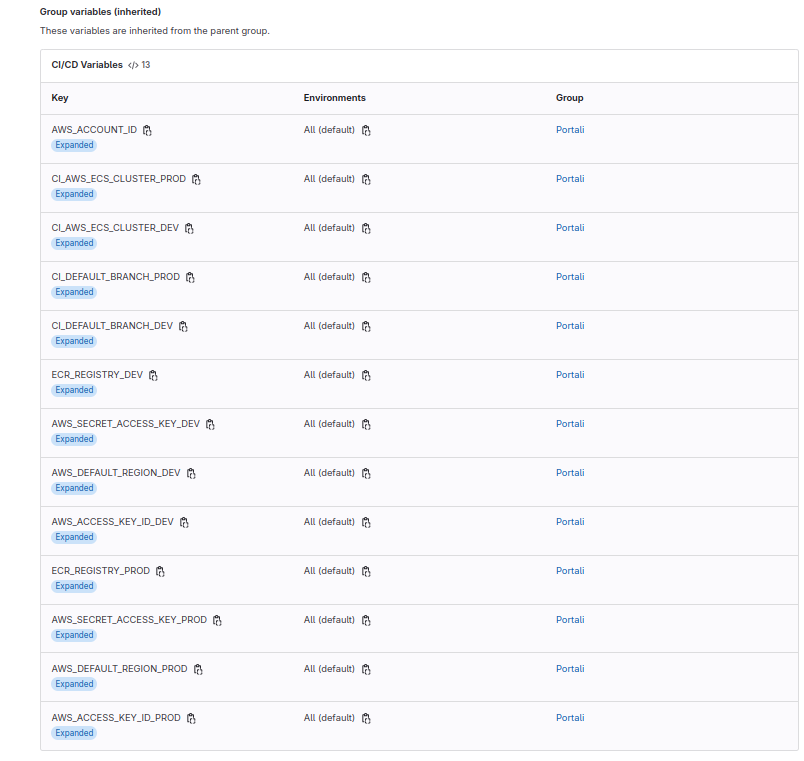 Group variables (inherited)
These variables are inherited from the parent group.
CI/CD Variables </> 13
Key Environments Group
AWS_ACCOUNT_ID All (default) Portali
Expanded
CI_AWS_ECS_CLUSTER_PROD All (default) Portali
Expanded
CI_AWS_ECS_CLUSTER_DEV All (default) Portali
Expanded
CI_DEFAULT_BRANCH_PROD All (default) Portali
Expanded
CI_DEFAULT_BRANCH_DEV All (default) Portali
Expanded
ECR_REGISTRY_DEV All (default) Portali
Expanded
AWS_SECRET_ACCESS_KEY_DEV All (default) Portali
Expanded
AWS_DEFAULT_REGION_DEV All (default) Portali
Expanded
AWS_ACCESS_KEY_ID_DEV All (default) Portali
Expanded
ECR_REGISTRY_PROD All (default) Portali
Expanded
AWS_SECRET_ACCESS_KEY_PROD All (default) Portali
Expanded
AWS_DEFAULT_REGION_PROD All (default) Portali
Expanded
AWS_ACCESS_KEY_ID_PROD All (default) Portali
Expanded